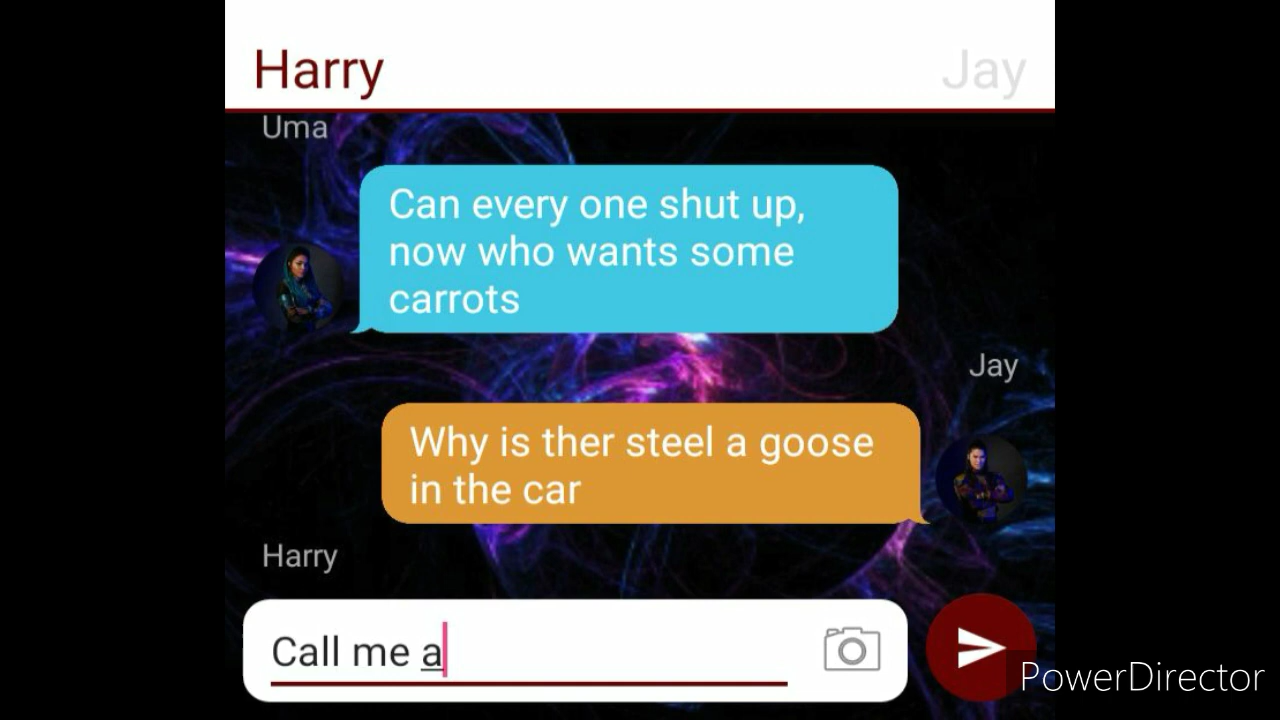 Harry
Jay
Uma
Can every one shut up,
now who wants some
carrots
Jay
Why is ther steel a goose
in the car
Harry
Call me a
PowerDirector